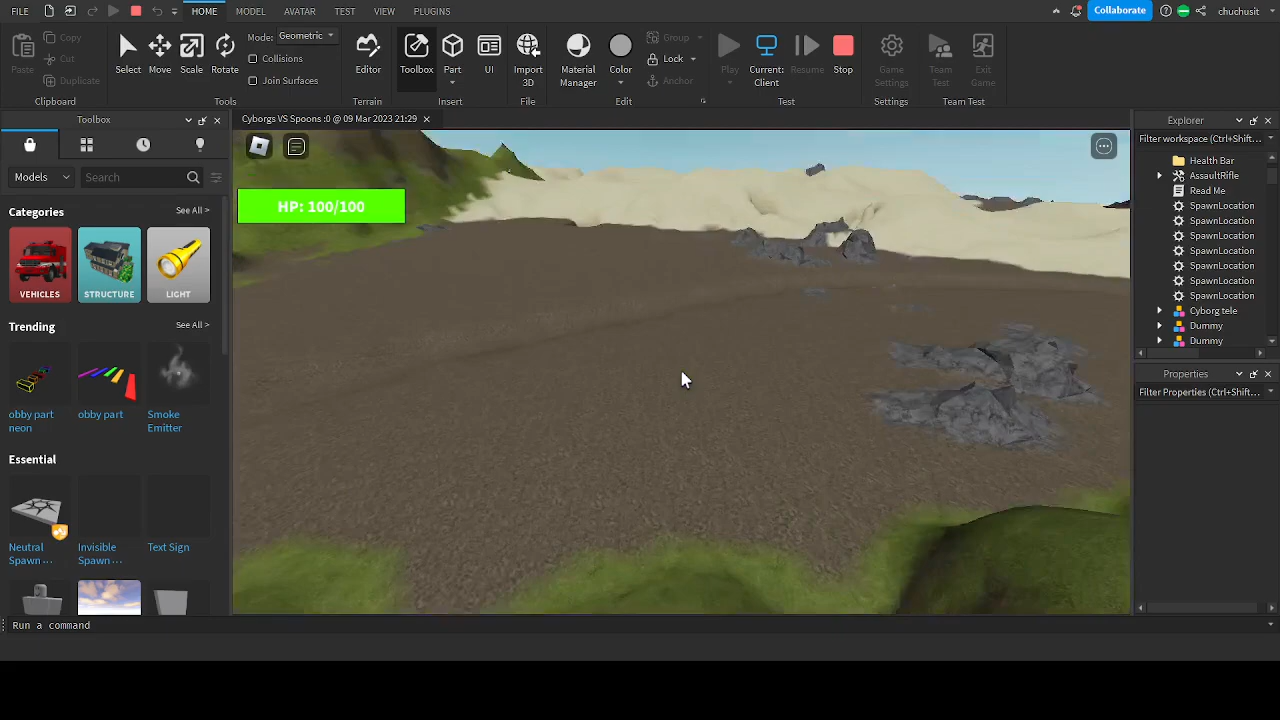 FILE
HOME MODEL AVATAR TEST VIEW PLUGINS
Collaborate
chuchusit
Paste
Copy
Cut
Duplicate
Clipboard
Select Move Scale Rotate
Mode: Geometric
Collisions
Join Surfaces
Tools
Editor
Terrain
Toolbox Part UI
Insert
Import
3D
File
Material
Manager
Color
Group
Lock
Anchor
Edit
Play
Current:
Client
Resume
Stop
Test
Game
Settings
Settings
Team
Test
Exit
Game
Team Test
Toolbox
Models
Search
Categories
See All >
VEHICLES STRUCTURE LIGHT
Trending
See All >
obby part
neon
obby part
Smoke
Emitter
Essential
See All >
Neutral
Spawn ...
Invisible
Spawn ...
Text Sign
Cyborgs VS Spoons :0 @ 09 Mar 2023 21:29
HP: 100/100
Explorer
Filter workspace (Ctrl+Shift...
Health Bar
AssaultRifle
Read Me
SpawnLocation
SpawnLocation
SpawnLocation
SpawnLocation
SpawnLocation
SpawnLocation
SpawnLocation
Cyborg tele
Dummy
Dummy
Properties
Filter Properties (Ctrl+Shift...
Run a command